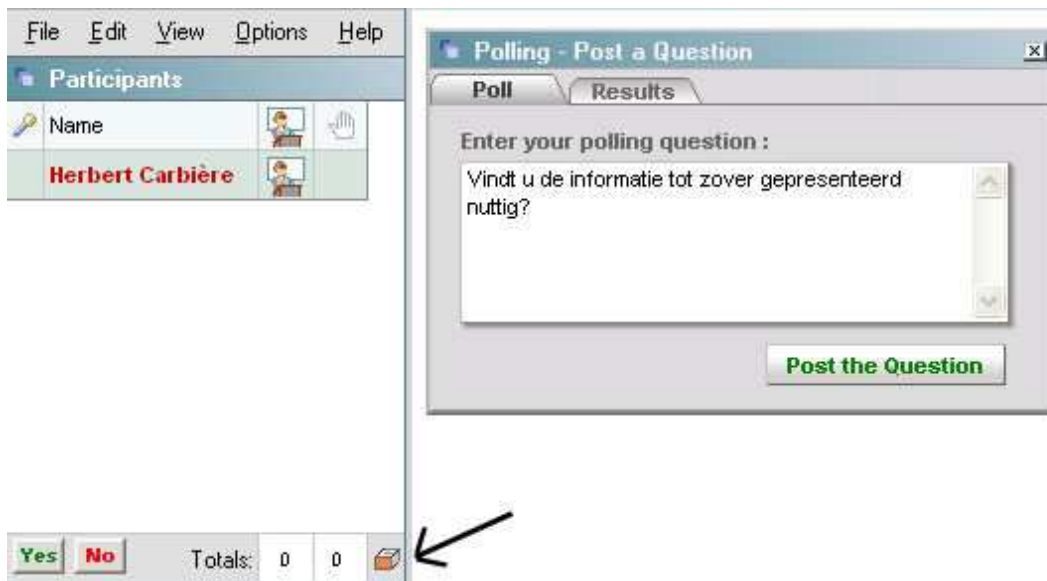 File Edit View Options Help
Participants
Name
Herbert Carbière
Yes No Totals: 0 0
Polling - Post a Question
Poll Results
Enter your polling question :
Vindt u de informatie tot zover gepresenteerd
nuttig?
Post the Question